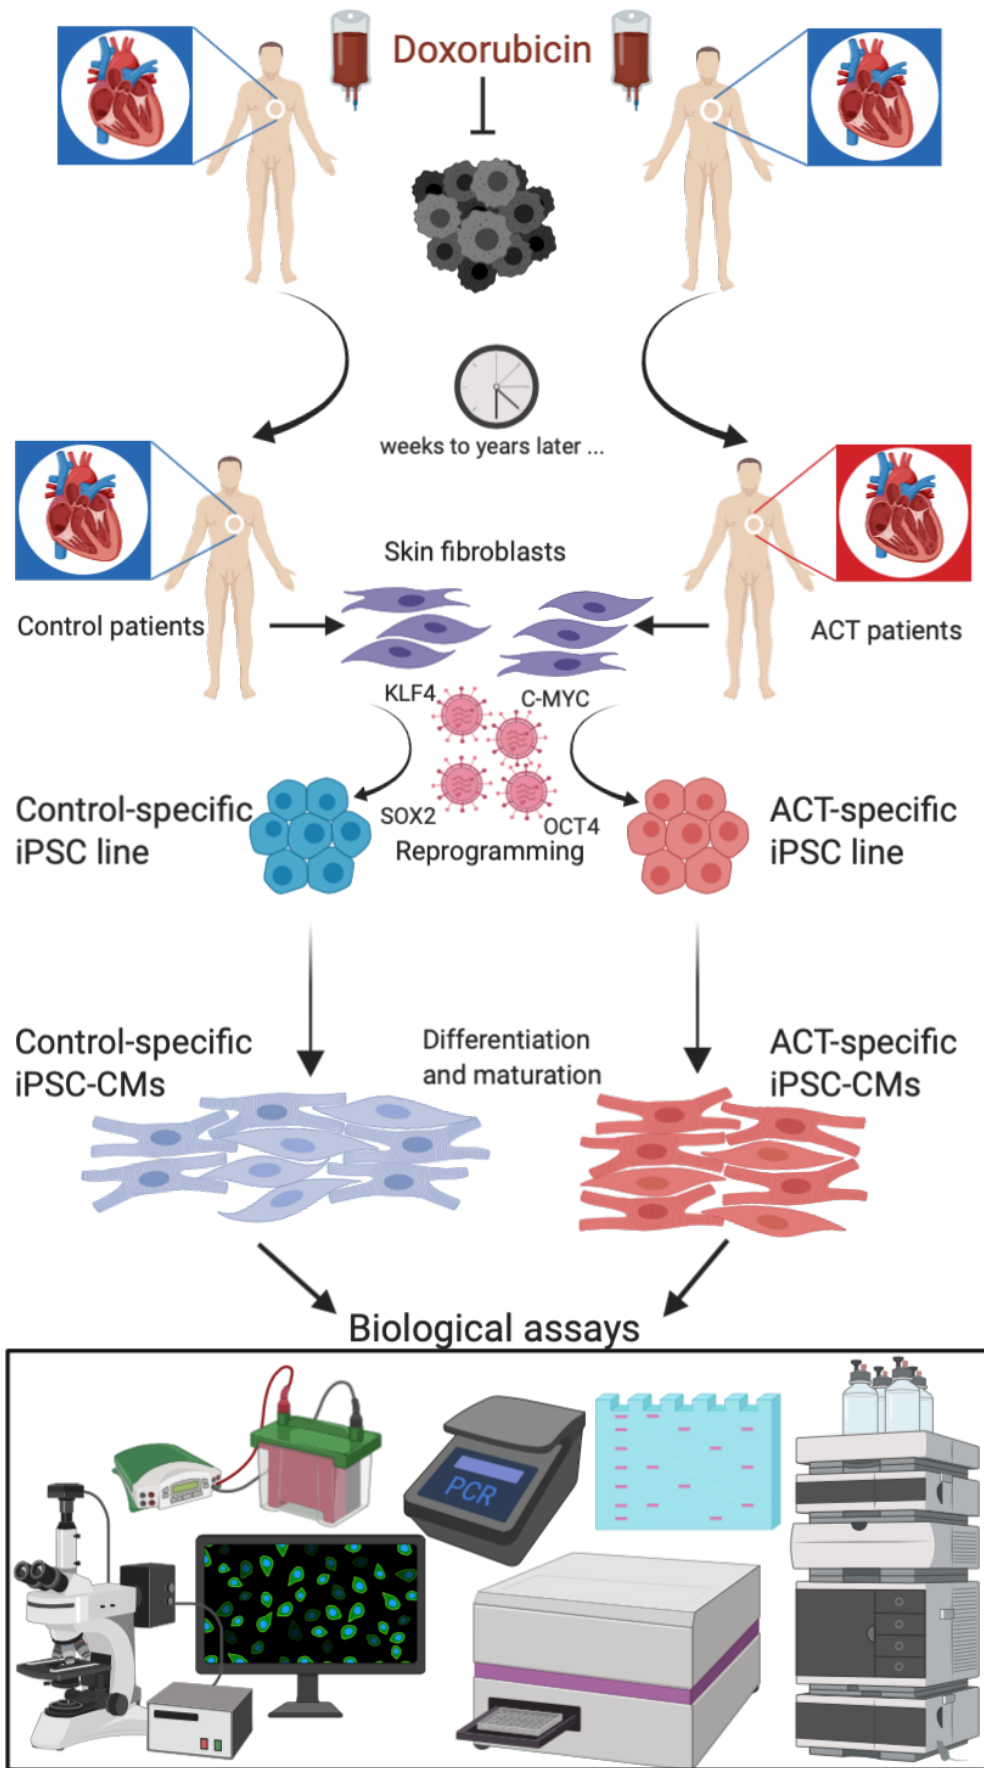 Doxorubicin
weeks to years later ...
Skin fibroblasts
Control patients
ACT patients
KLF4
C-MYC
SOX2
OCT4
Reprogramming
Control-specific
iPSC line
ACT-specific
iPSC line
Control-specific
iPSC-CMs
Differentiation
and maturation
ACT-specific
iPSC-CMs
Biological assays
PCR